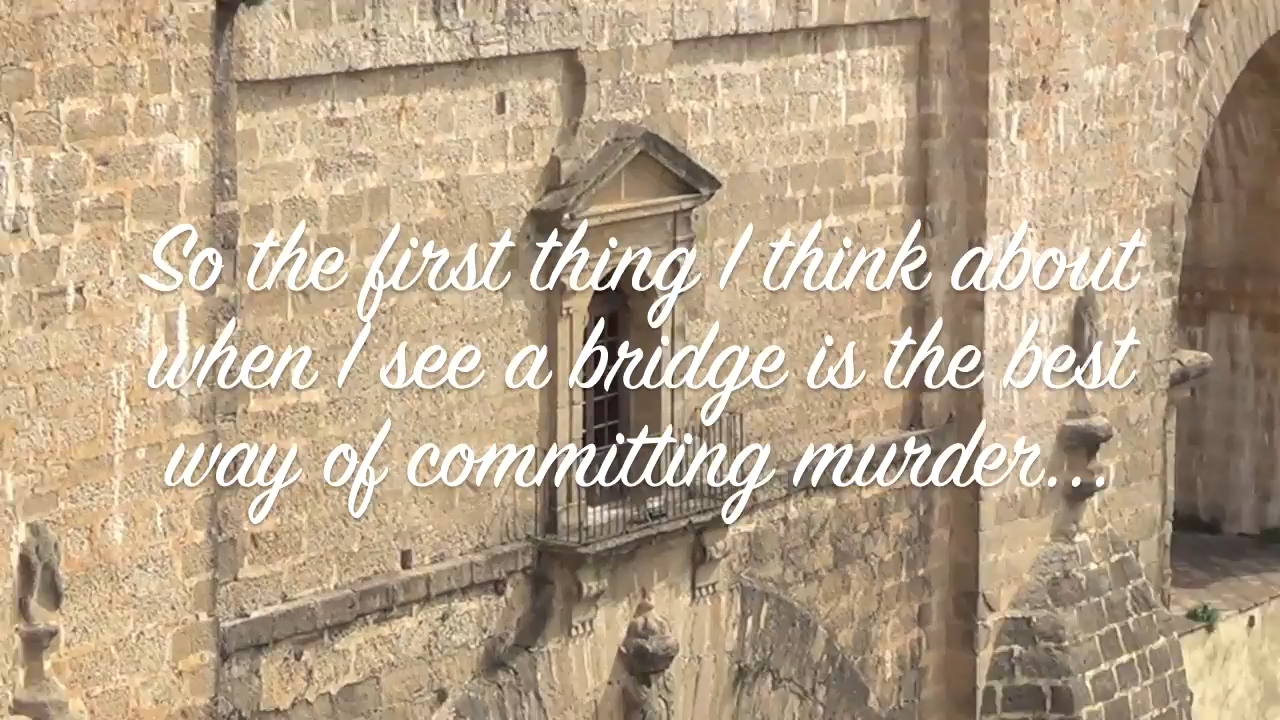 So the first thing I think about
when I see a bridge is the best
way of committing murder...